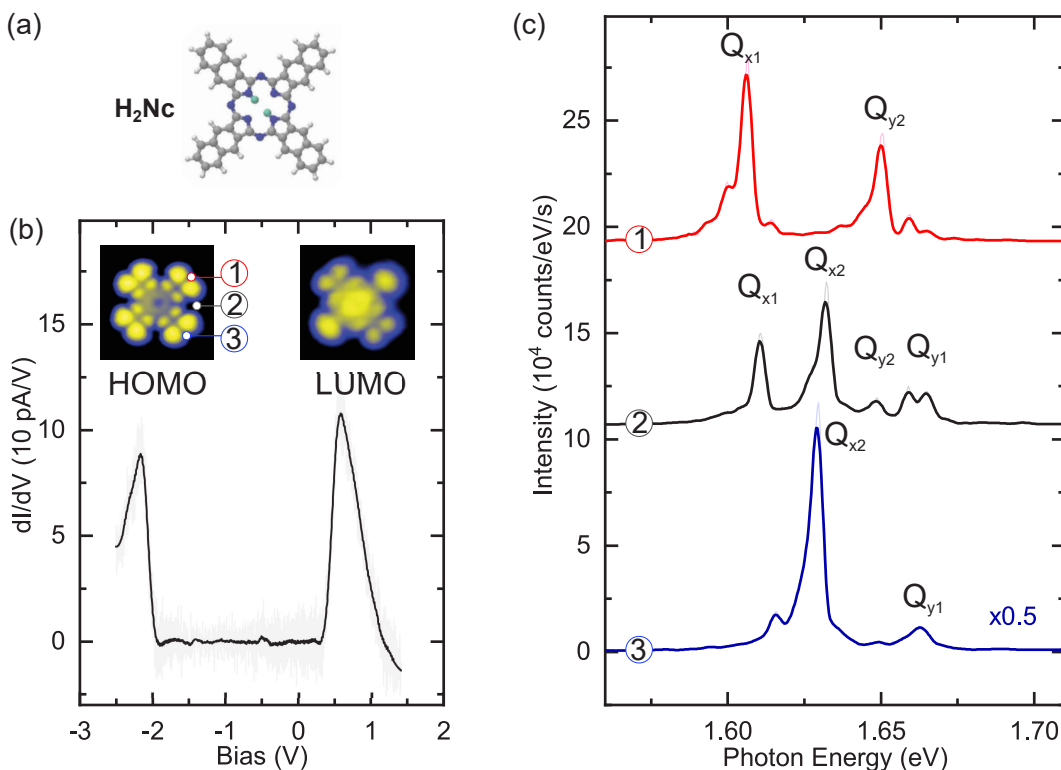 (a)
H₂Nc
(b)
1
2
3
HOMO
LUMO
dI/dV (10 pA/V)
15
10
5
0
-3
-2
-1
0
1
2
Bias (V)
(c)
Qx1
Qy2
1
Qx2
Qx1
Qy2
Qy1
2
Qx2
Qy1
x0.5
3
Intensity (10⁴ counts/eV/s)
25
20
15
10
5
0
1.60
1.65
1.70
Photon Energy (eV)